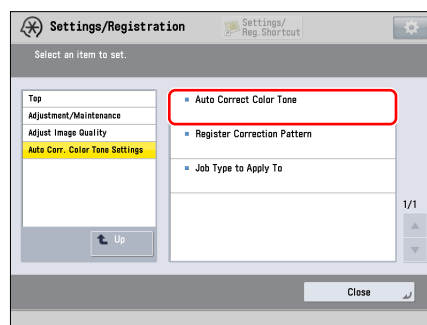 Settings/Registration
Settings/
Reg.Shortcut
Select an item to set.
Top
Adjustment/Maintenance
Adjust Image Quality
Auto Corr. Color Tone Settings
Up
Auto Correct Color Tone
Register Correction Pattern
Job Type to Apply To
1/1
Close